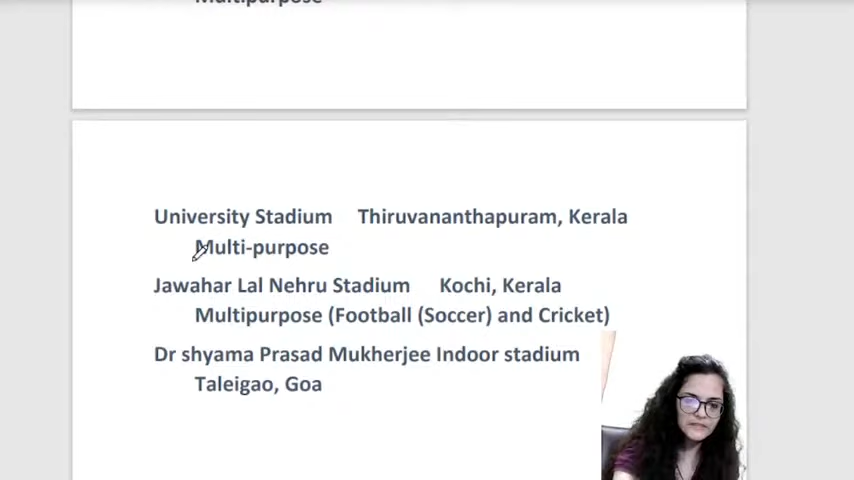 Multipurpose
University Stadium Thiruvananthapuram, Kerala
Multi-purpose
Jawahar Lal Nehru Stadium Kochi, Kerala
Multipurpose (Football (Soccer) and Cricket)
Dr shyama Prasad Mukherjee Indoor stadium
Taleigao, Goa